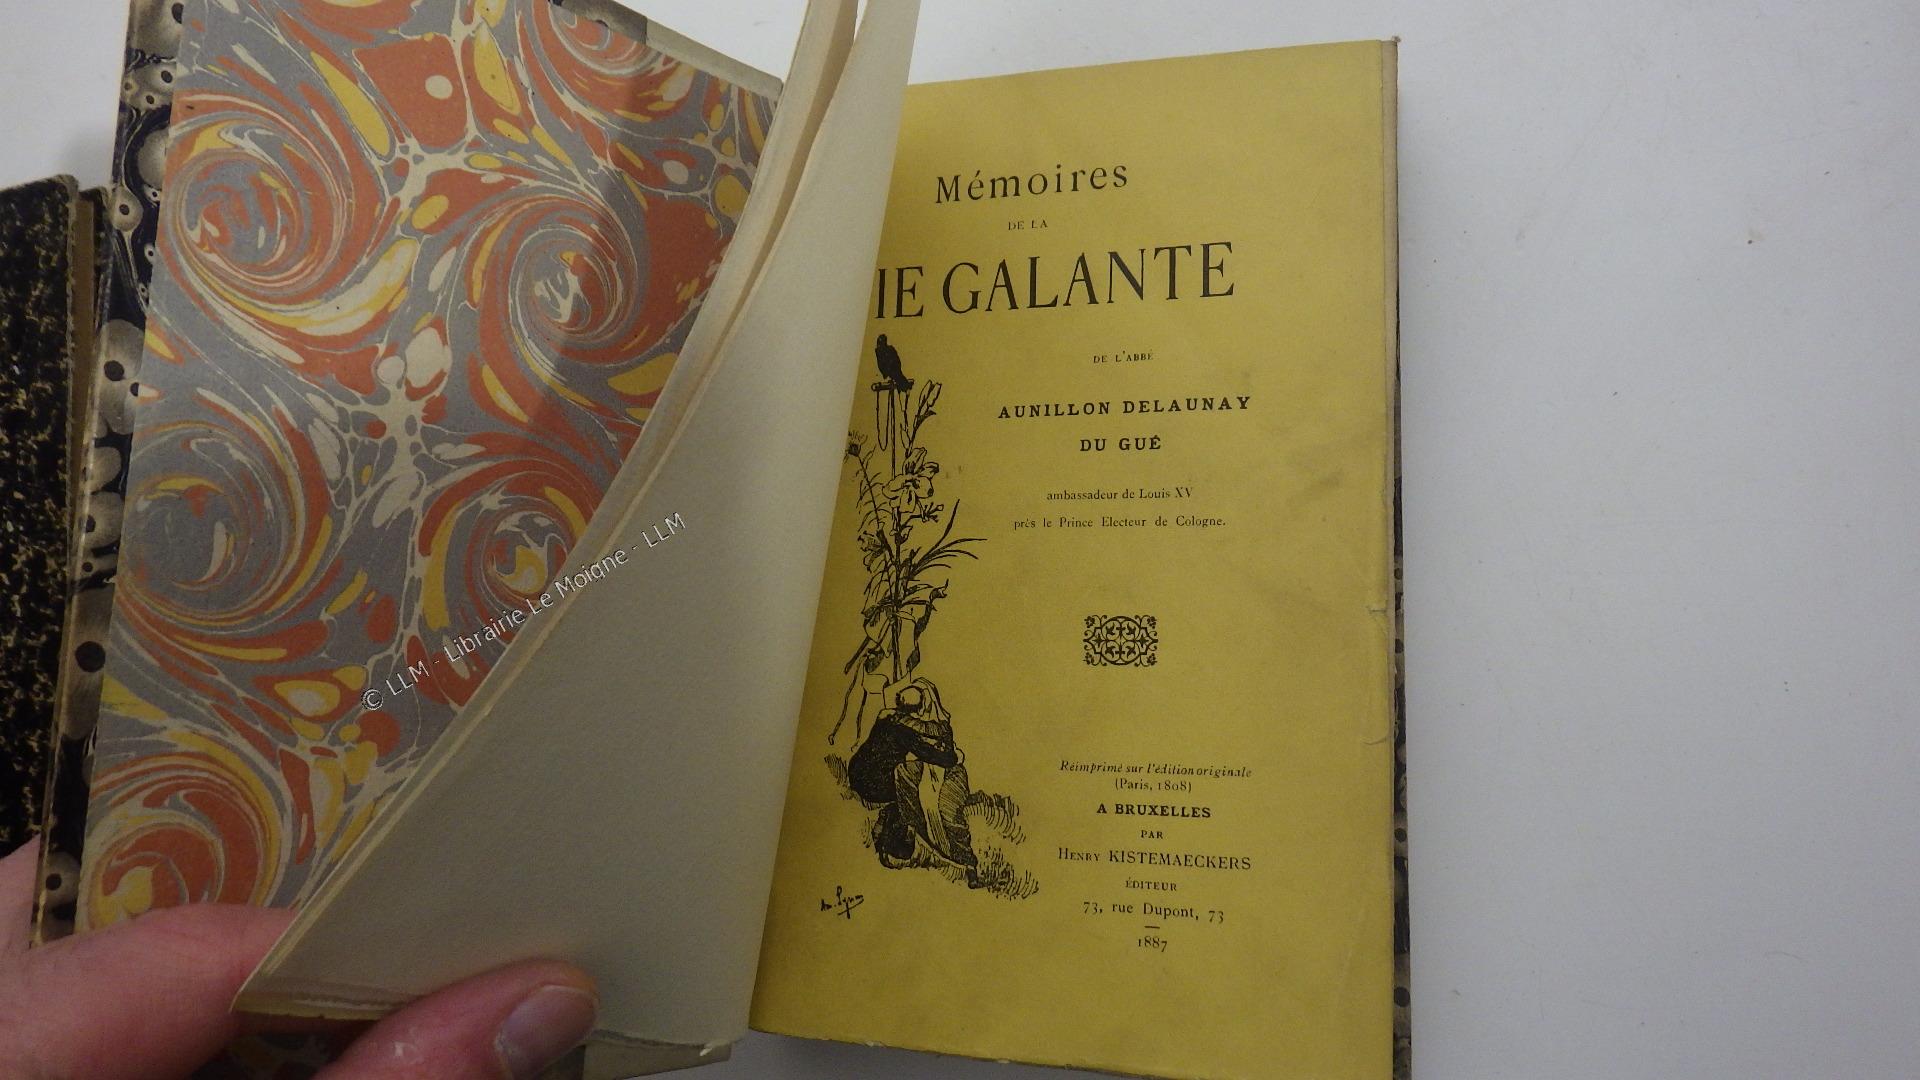 Mémoires
DE LA
IE GALANTE
DE L'ABBÉ
AUNILLON DELAUNAY
DU GUÉ
ambassadeur de Louis XV
près le Prince Electeur de Cologne.
Réimprimé sur l'édition originale
(Paris, 1808)
A BRUXELLES
PAR
HENRY KISTEMAECKERS
ÉDITEUR
73, rue Dupont, 73
1887
© LLM - Librairie Le Moigne - LLM